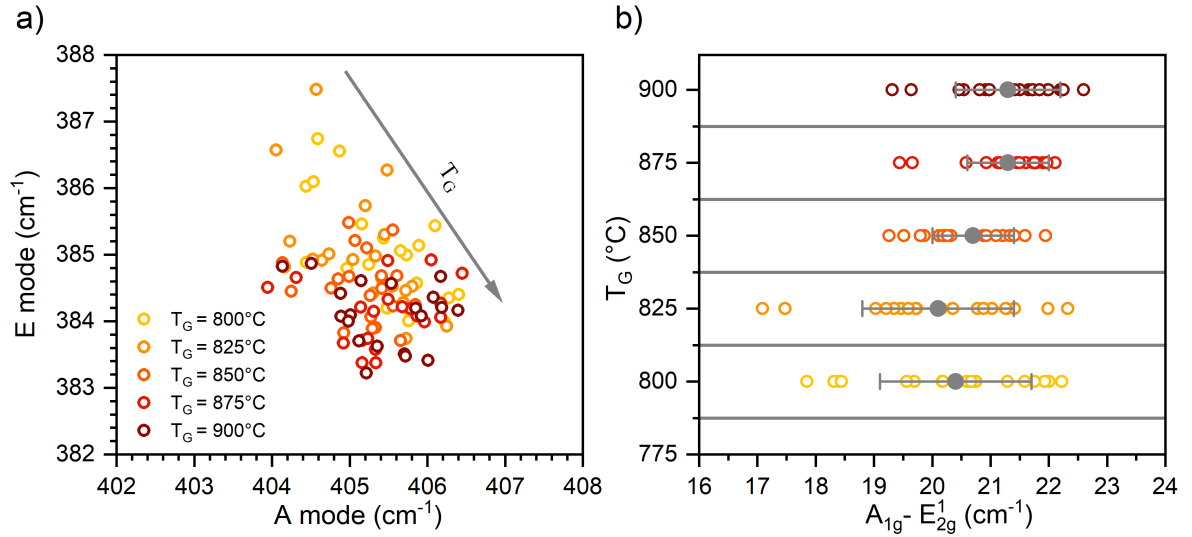 a)
388
387
386
385
384
383
382
E mode (cm⁻¹)
T_G
T_G = 800°C
T_G = 825°C
T_G = 850°C
T_G = 875°C
T_G = 900°C
402 403 404 405 406 407 408
A mode (cm⁻¹)
b)
900
875
850
825
800
775
T_G (°C)
16 17 18 19 20 21 22 23 24
A_1g - E¹_2g (cm⁻¹)